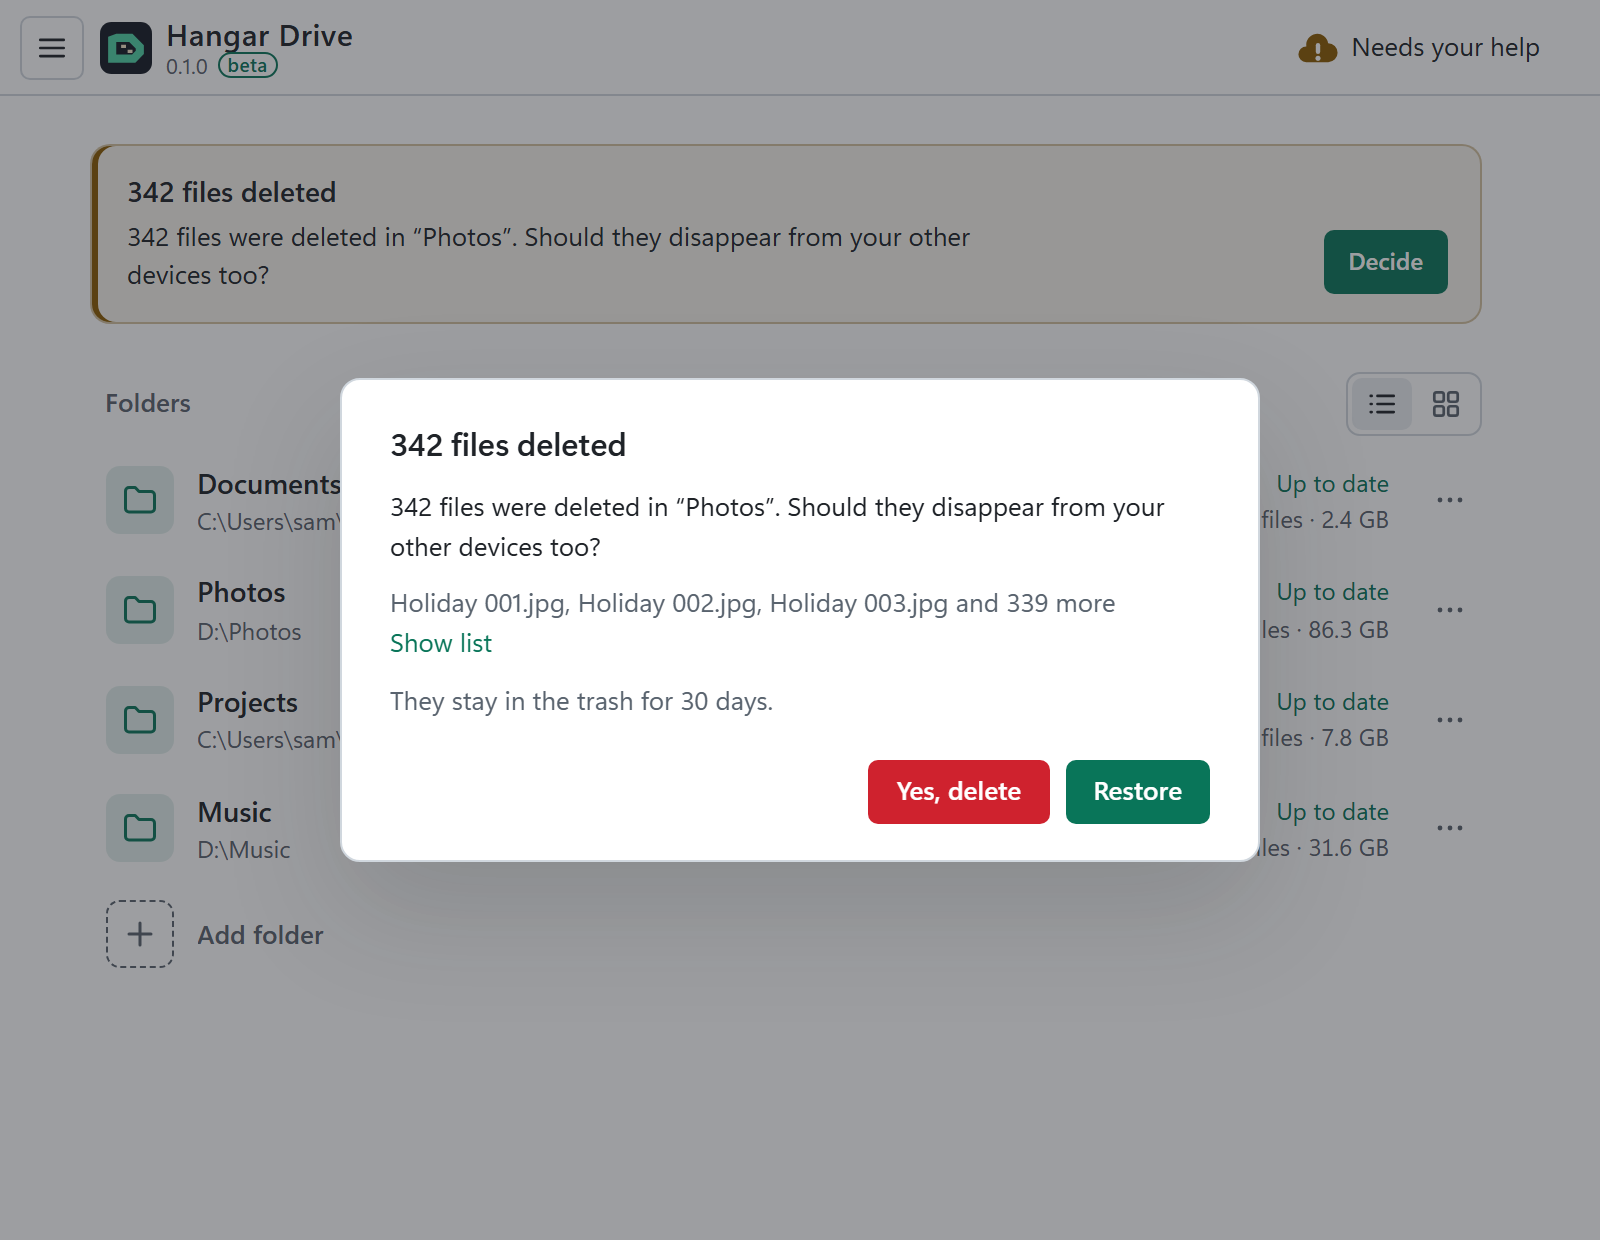 Hangar Drive
0.1.0 beta
Needs your help
342 files deleted
342 files were deleted in “Photos”. Should they disappear from your other
devices too?
Decide
Folders
342 files deleted
342 files were deleted in “Photos”. Should they disappear from your
other devices too?
Holiday 001.jpg, Holiday 002.jpg, Holiday 003.jpg and 339 more
Show list
They stay in the trash for 30 days.
Yes, delete
Restore
Documents
C:\Users\sam\
Up to date
files · 2.4 GB
Photos
D:\Photos
Up to date
· 86.3 GB
Projects
C:\Users\sam\
Up to date
files · 7.8 GB
Music
D:\Music
Up to date
· 31.6 GB
Add folder